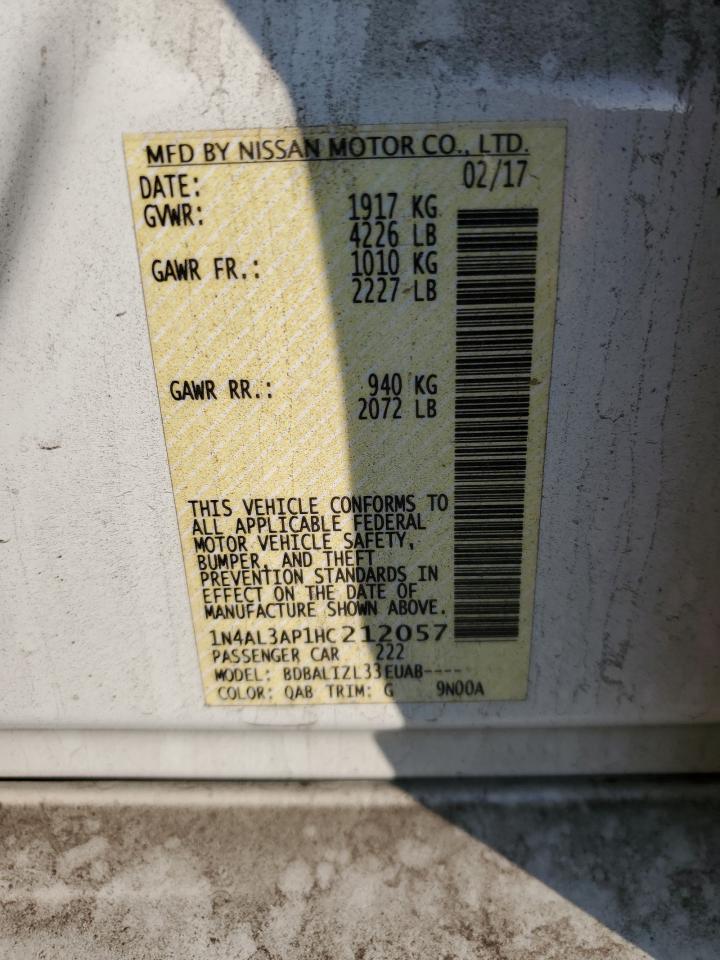 MFD BY NISSAN MOTOR CO., LTD.
DATE: 02/17
GVWR: 1917 KG
4226 LB
GAWR FR.: 1010 KG
2227 LB
GAWR RR.: 940 KG
2072 LB
THIS VEHICLE CONFORMS TO
ALL APPLICABLE FEDERAL
MOTOR VEHICLE SAFETY,
BUMPER, AND THEFT
PREVENTION STANDARDS IN
EFFECT ON THE DATE OF
MANUFACTURE SHOWN ABOVE.
1N4AL3AP1HC212057
PASSENGER CAR 222
MODEL: BDBALIZL33EUAB----
COLOR: QAB TRIM: G 9N00A